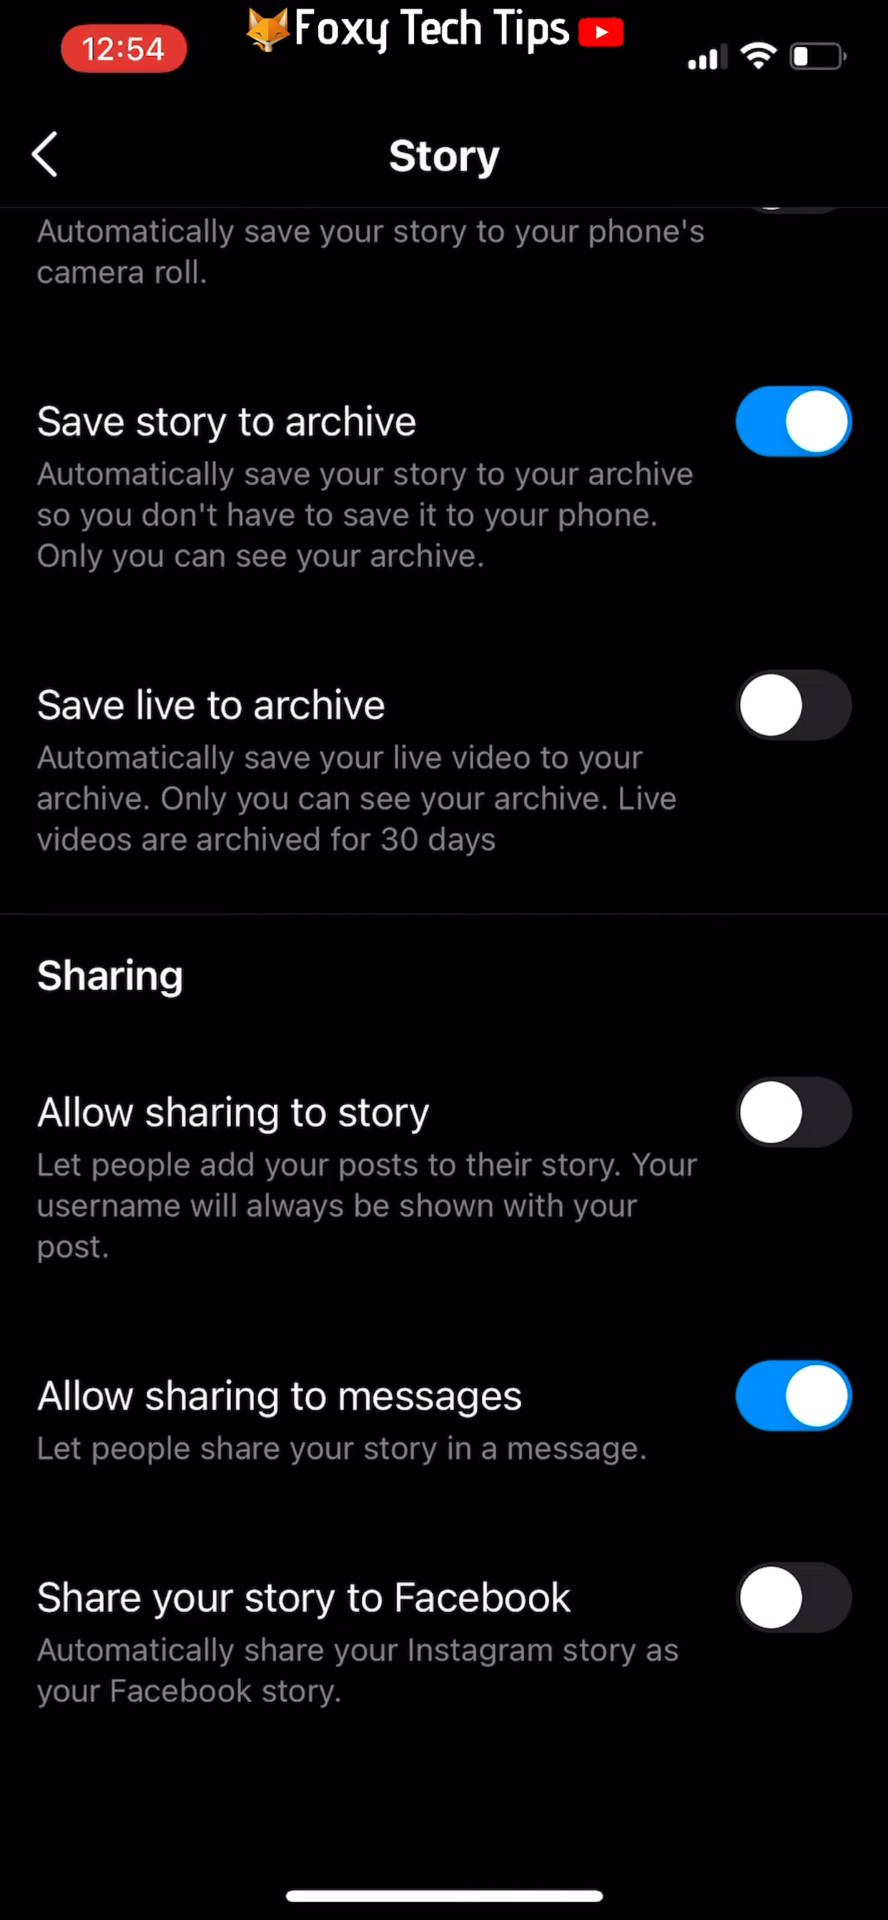 12:54
Foxy Tech Tips
Story
Automatically save your story to your phone's
camera roll.
Save story to archive
Automatically save your story to your archive
so you don't have to save it to your phone.
Only you can see your archive.
Save live to archive
Automatically save your live video to your
archive. Only you can see your archive. Live
videos are archived for 30 days
Sharing
Allow sharing to story
Let people add your posts to their story. Your
username will always be shown with your
post.
Allow sharing to messages
Let people share your story in a message.
Share your story to Facebook
Automatically share your Instagram story as
your Facebook story.